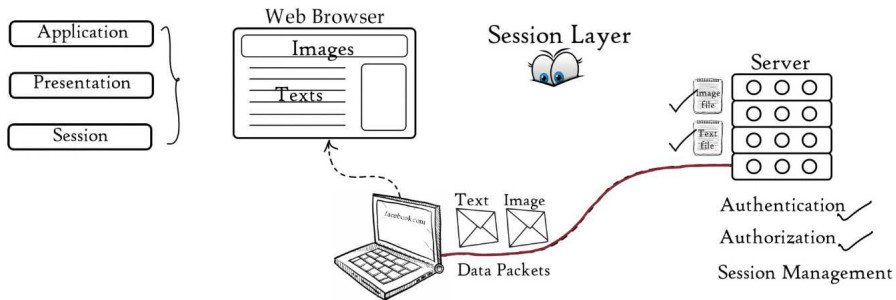 Application
Presentation
Session
Web Browser
Images
Texts
Session Layer
Server
Image
file
Text
file
facebook.com
Text Image
Data Packets
Authentication
Authorization
Session Management